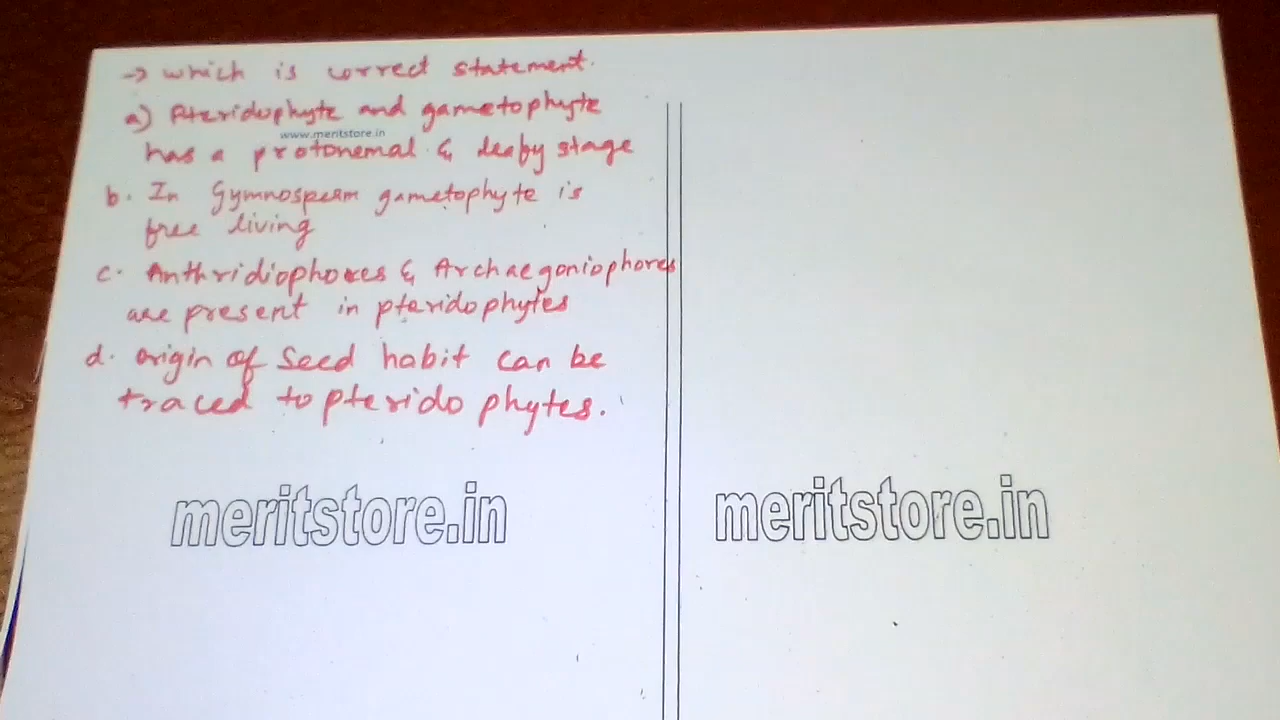 -> which is correct statement.
a) Pteridophyte and gametophyte
www.meritstore.in
has a protonemal & leafy stage
b. In Gymnosperm gametophyte is
free living
c. Anthridiophores & Archaegoniophores
are present in pteridophytes
d. origin of seed habit can be
traced to pteridophytes.
meritstore.in
meritstore.in